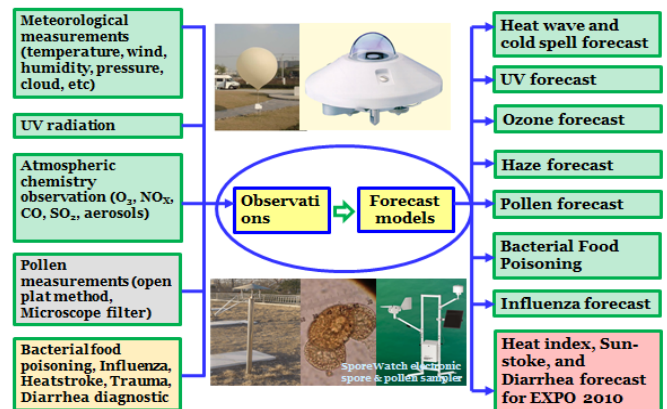 Meteorological
measurements
(temperature, wind,
humidity, pressure,
cloud, etc)
UV radiation
Atmospheric
chemistry
observation (O₃, NOₓ,
CO, SO₂, aerosols)
Pollen
measurements (open
plat method,
Microscope filter)
Bacterial food
poisoning, Influenza,
Heatstroke, Trauma,
Diarrhea diagnostic
Observati
ons
Forecast
models
SporeWatch electronic
spore & pollen sampler
Heat wave and
cold spell forecast
UV forecast
Ozone forecast
Haze forecast
Pollen forecast
Bacterial Food
Poisoning
Influenza forecast
Heat index, Sun-
stoke, and
Diarrhea forecast
for EXPO 2010